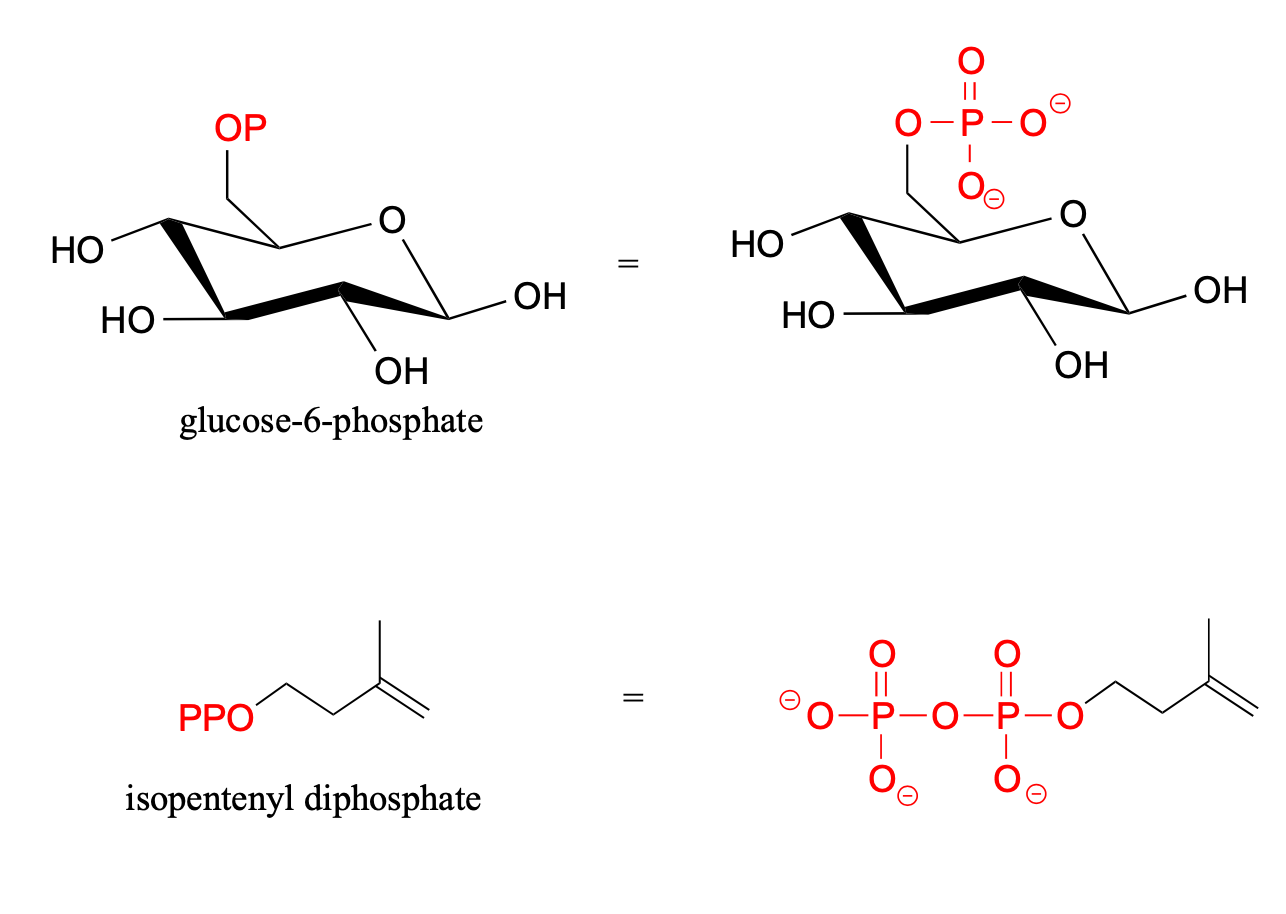 O
OP
O
P
O
⊖
O
⊖
HO
O
HO
O
HO
OH
HO
OH
=
OH
OH
glucose-6-phosphate
O
O
PPO
=
⊖
O
P
O
P
O
O
⊖
O
⊖
isopentenyl diphosphate